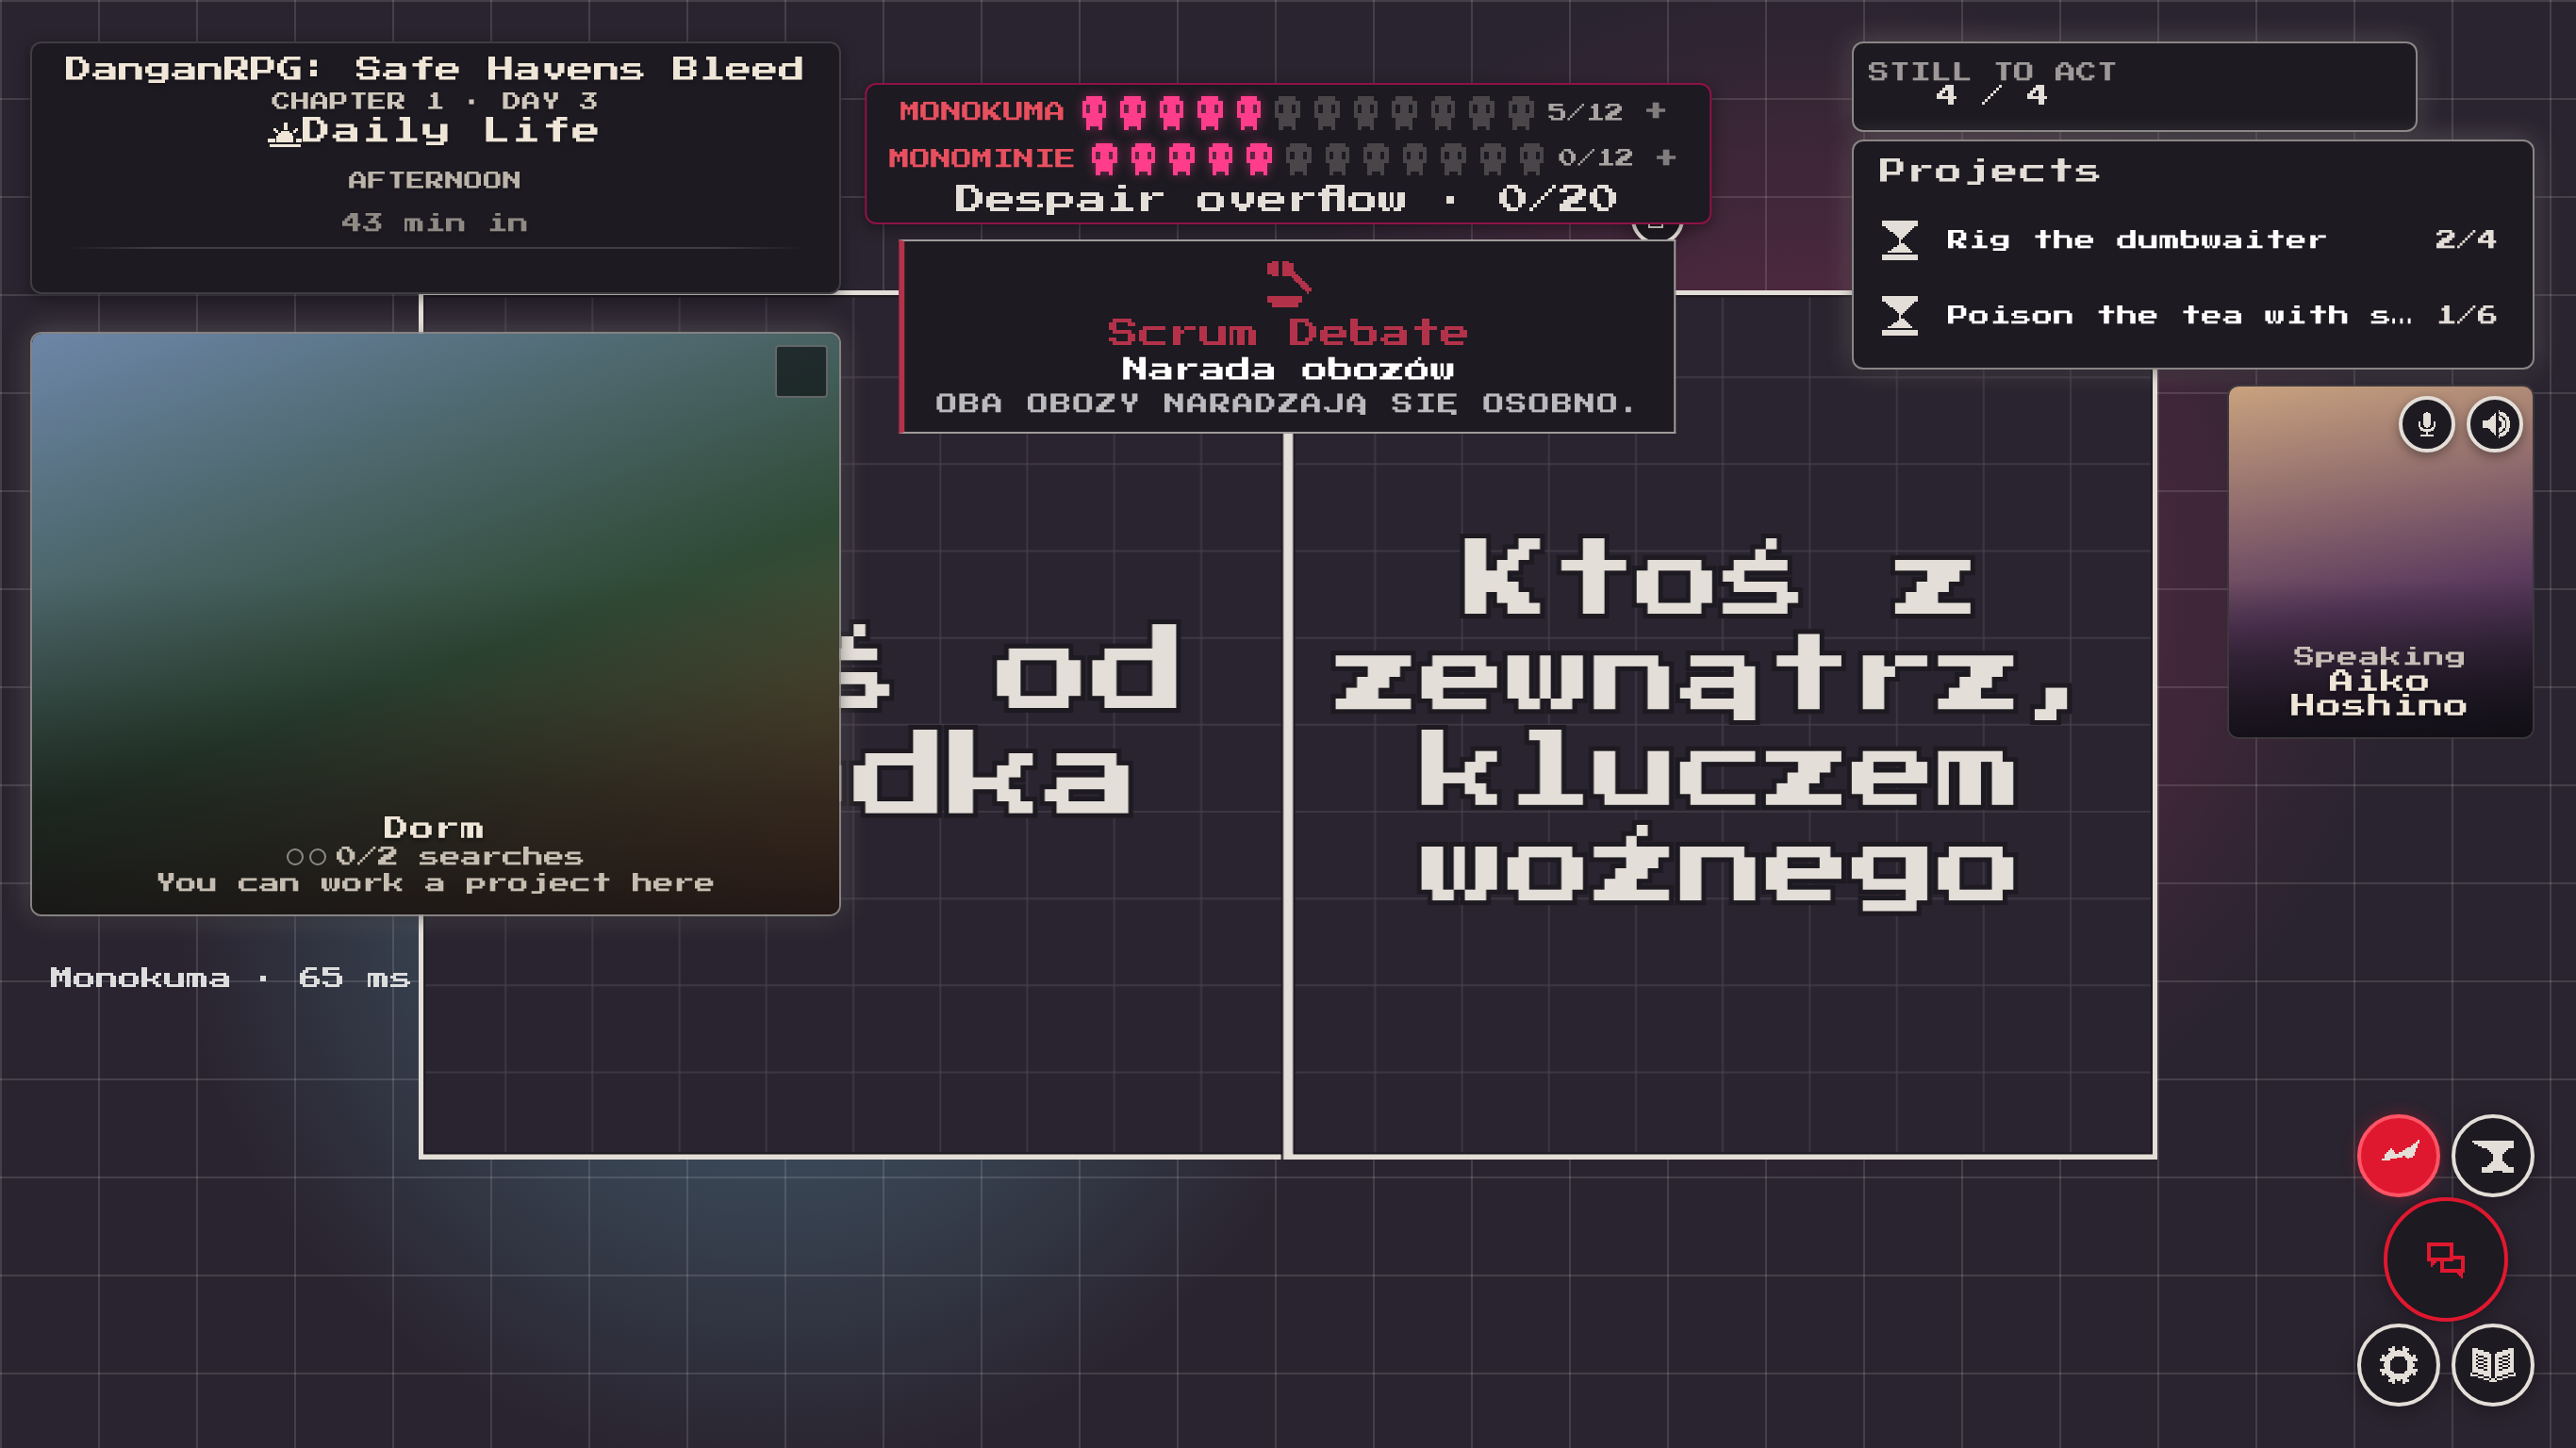 DanganRPG: Safe Havens Bleed
CHAPTER 1 · DAY 3
Daily Life
AFTERNOON
43 min in
MONOKUMA 5/12 +
MONOMINIE 0/12 +
Despair overflow · 0/20
STILL TO ACT
4 / 4
Projects
Rig the dumbwaiter 2/4
Poison the tea with s… 1/6
Scrum Debate
Narada obozów
OBA OBOZY NARADZAJĄ SIĘ OSOBNO.
od
Ktoś z
zewnątrz,
kluczem
woźnego
Speaking
Aiko
Hoshino
Dorm
0/2 searches
You can work a project here
Monokuma · 65 ms